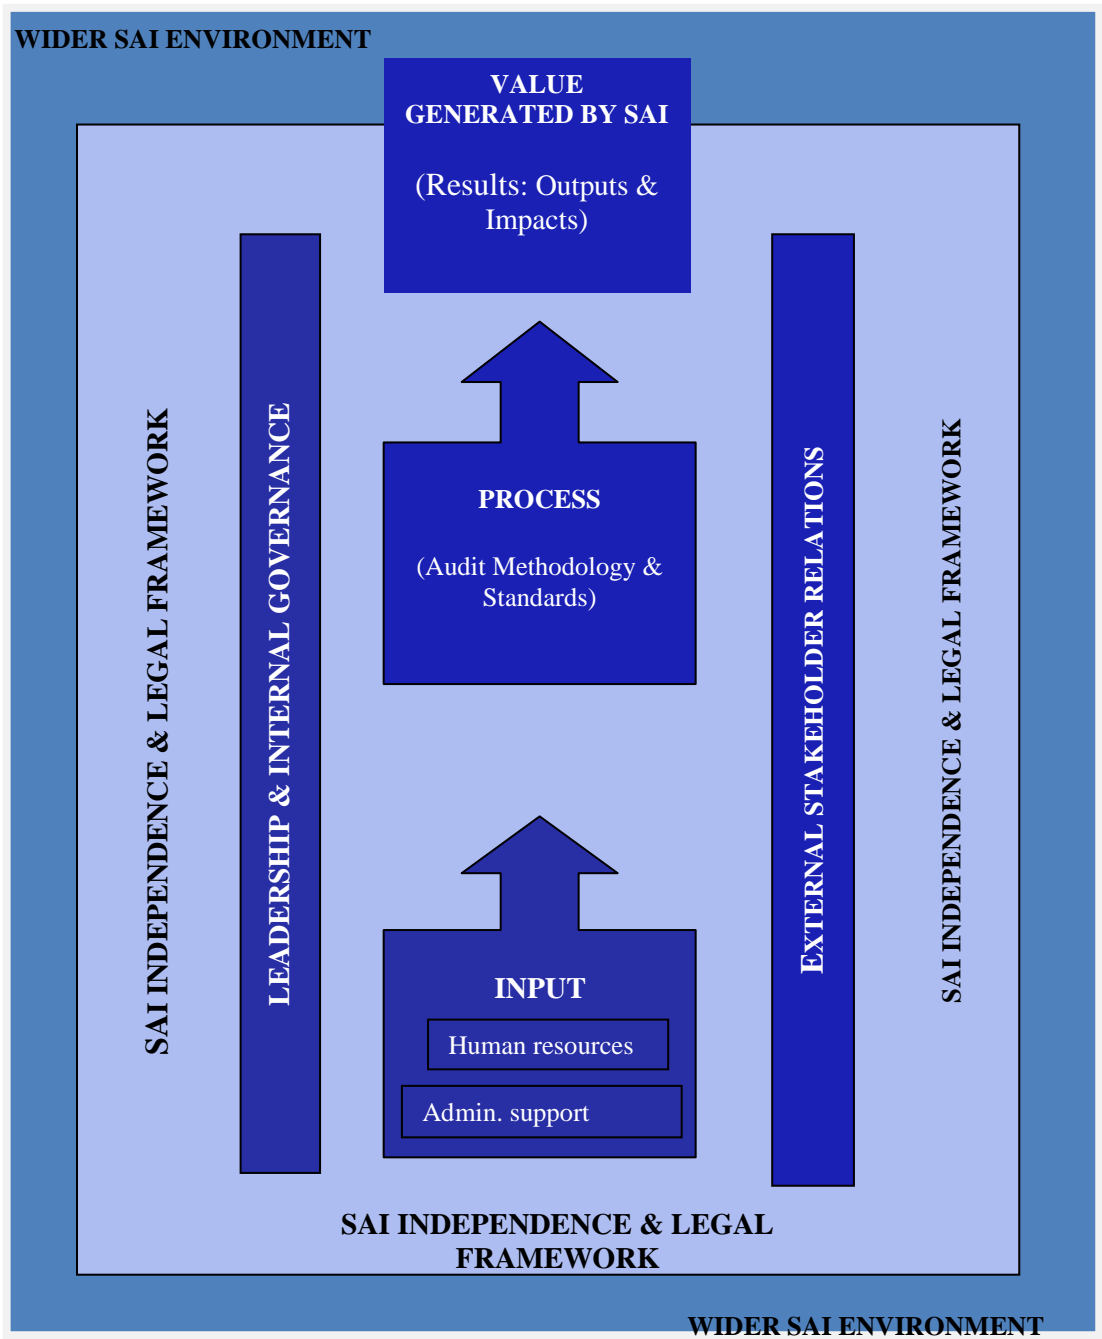 WIDER SAI ENVIRONMENT
VALUE
GENERATED BY SAI
(Results: Outputs &
Impacts)
SAI INDEPENDENCE & LEGAL FRAMEWORK
LEADERSHIP & INTERNAL GOVERNANCE
PROCESS
(Audit Methodology &
Standards)
EXTERNAL STAKEHOLDER RELATIONS
SAI INDEPENDENCE & LEGAL FRAMEWORK
INPUT
Human resources
Admin. support
SAI INDEPENDENCE & LEGAL
FRAMEWORK
WIDER SAI ENVIRONMENT